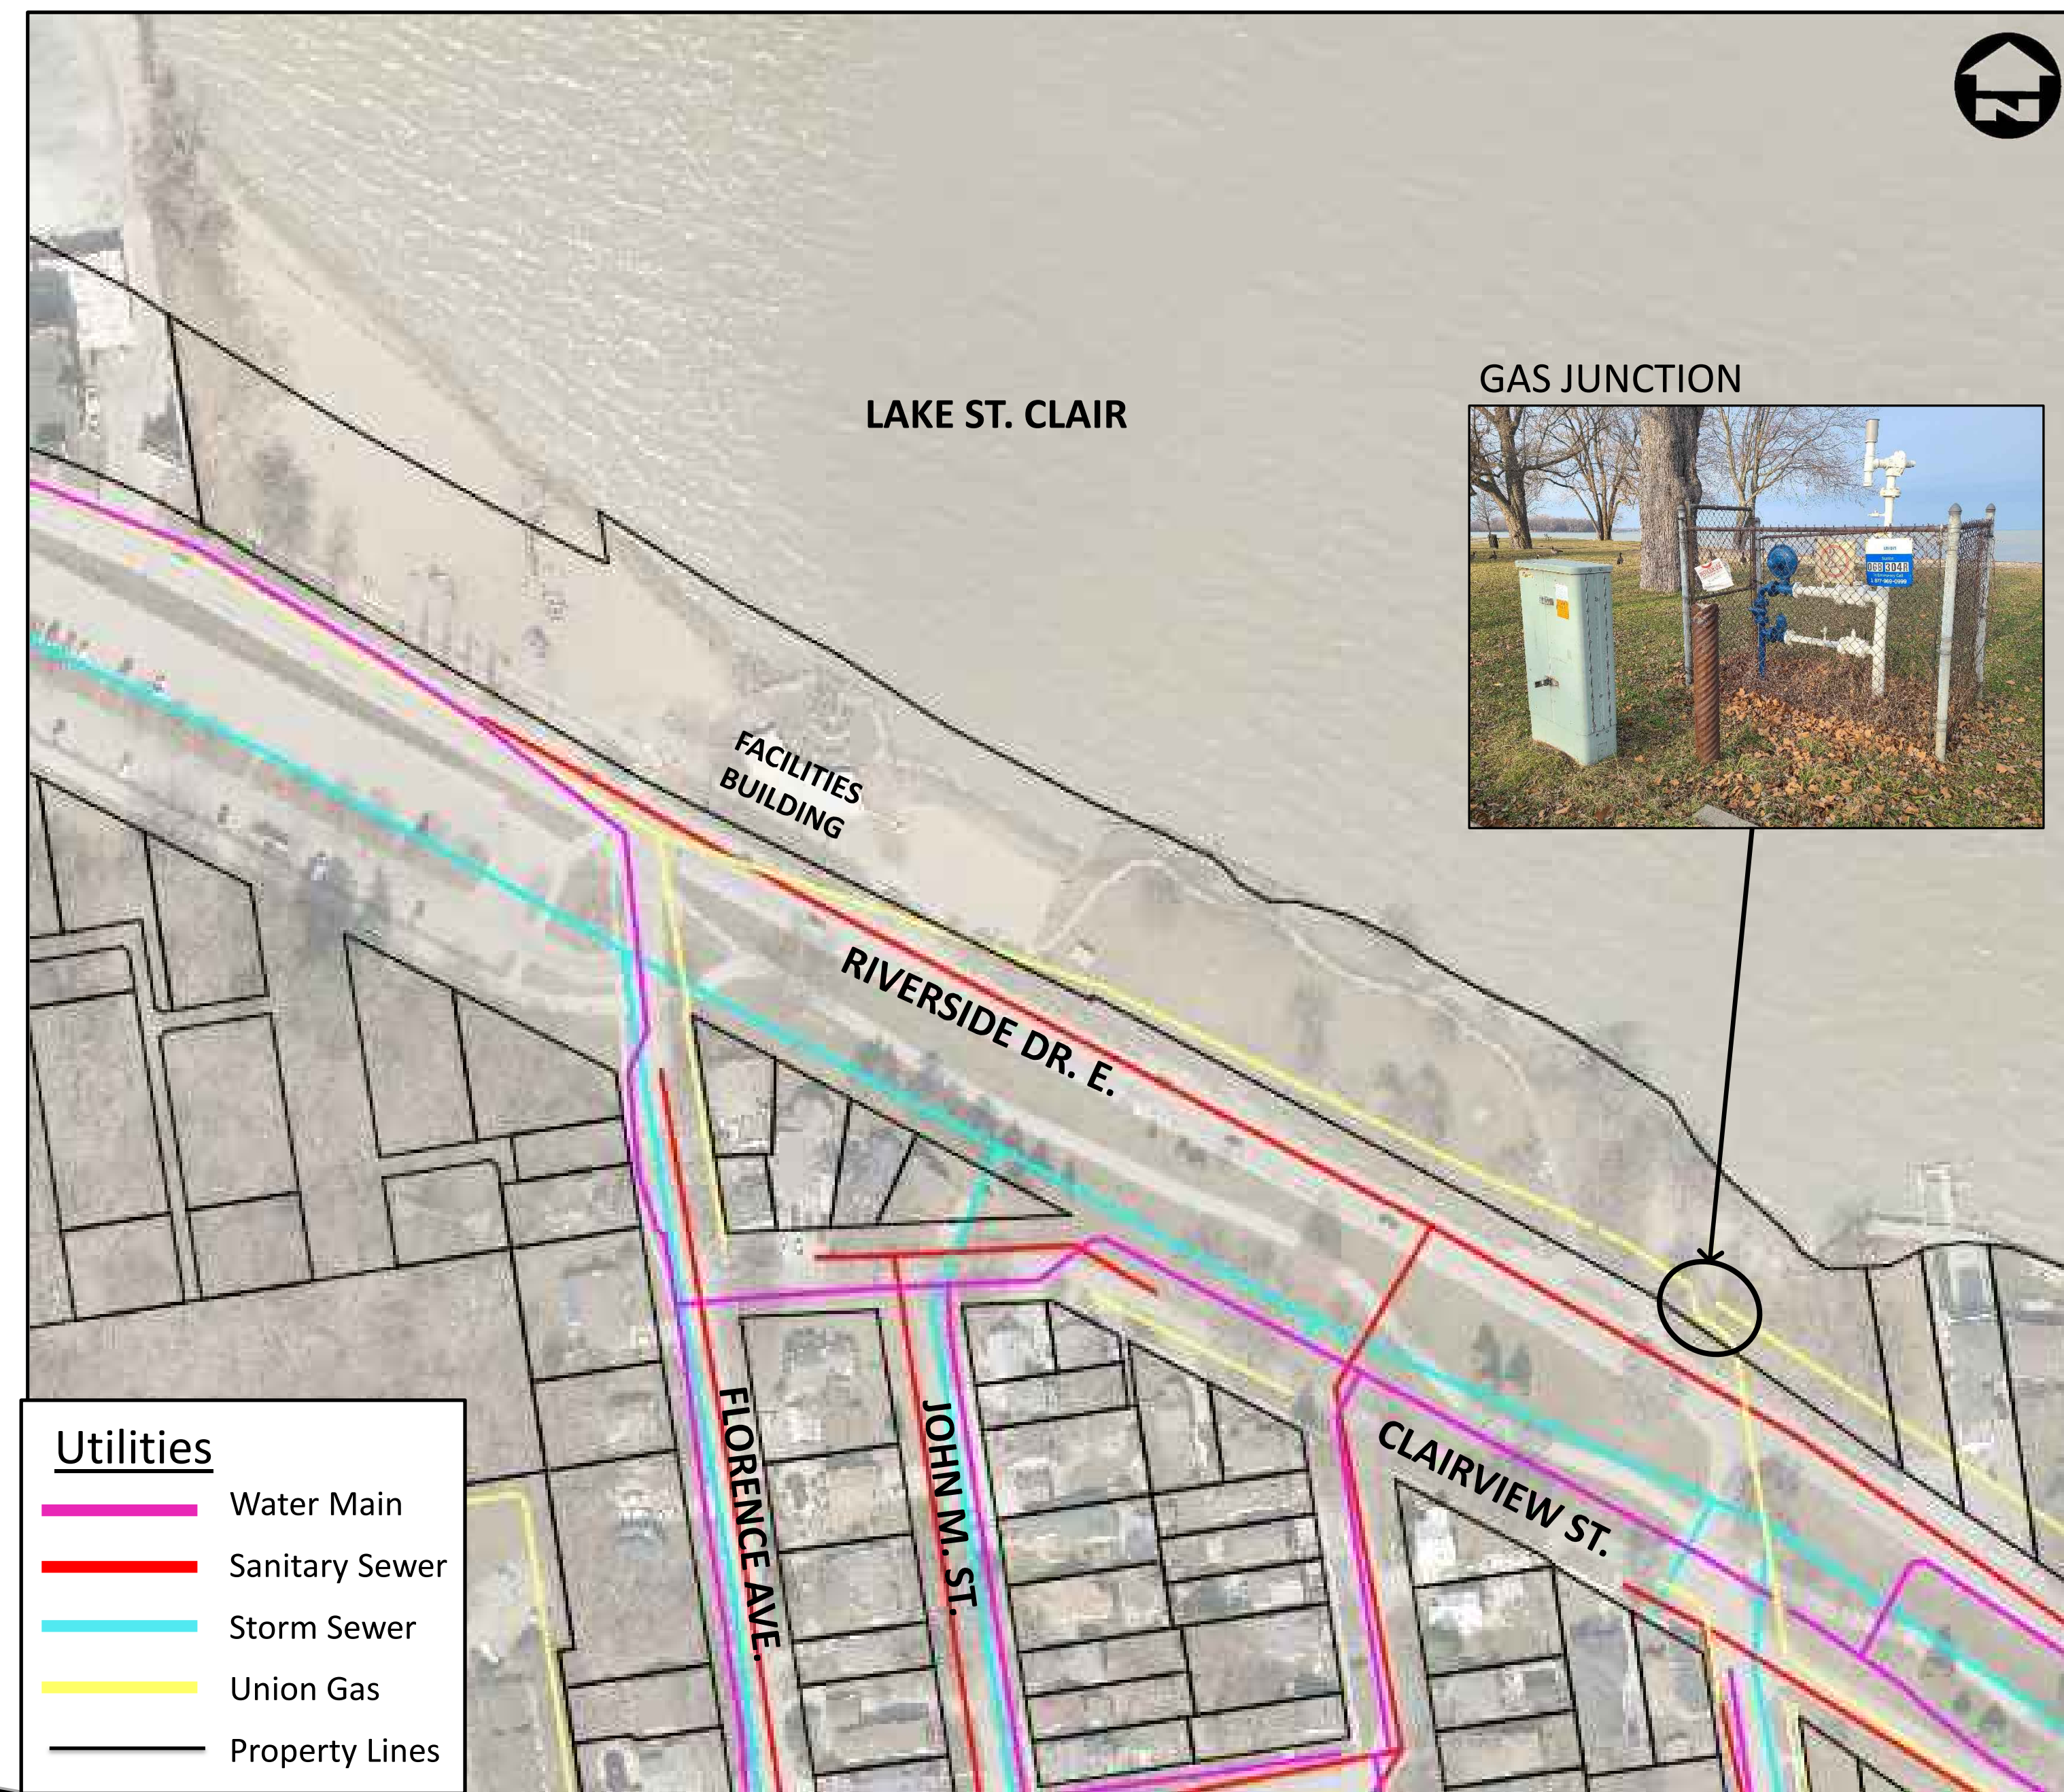 N
LAKE ST. CLAIR
GAS JUNCTION
FACILITIES
BUILDING
RIVERSIDE DR. E.
FLORENCE AVE.
JOHN M. ST.
CLAIRVIEW ST.
Utilities
Water Main
Sanitary Sewer
Storm Sewer
Union Gas
Property Lines